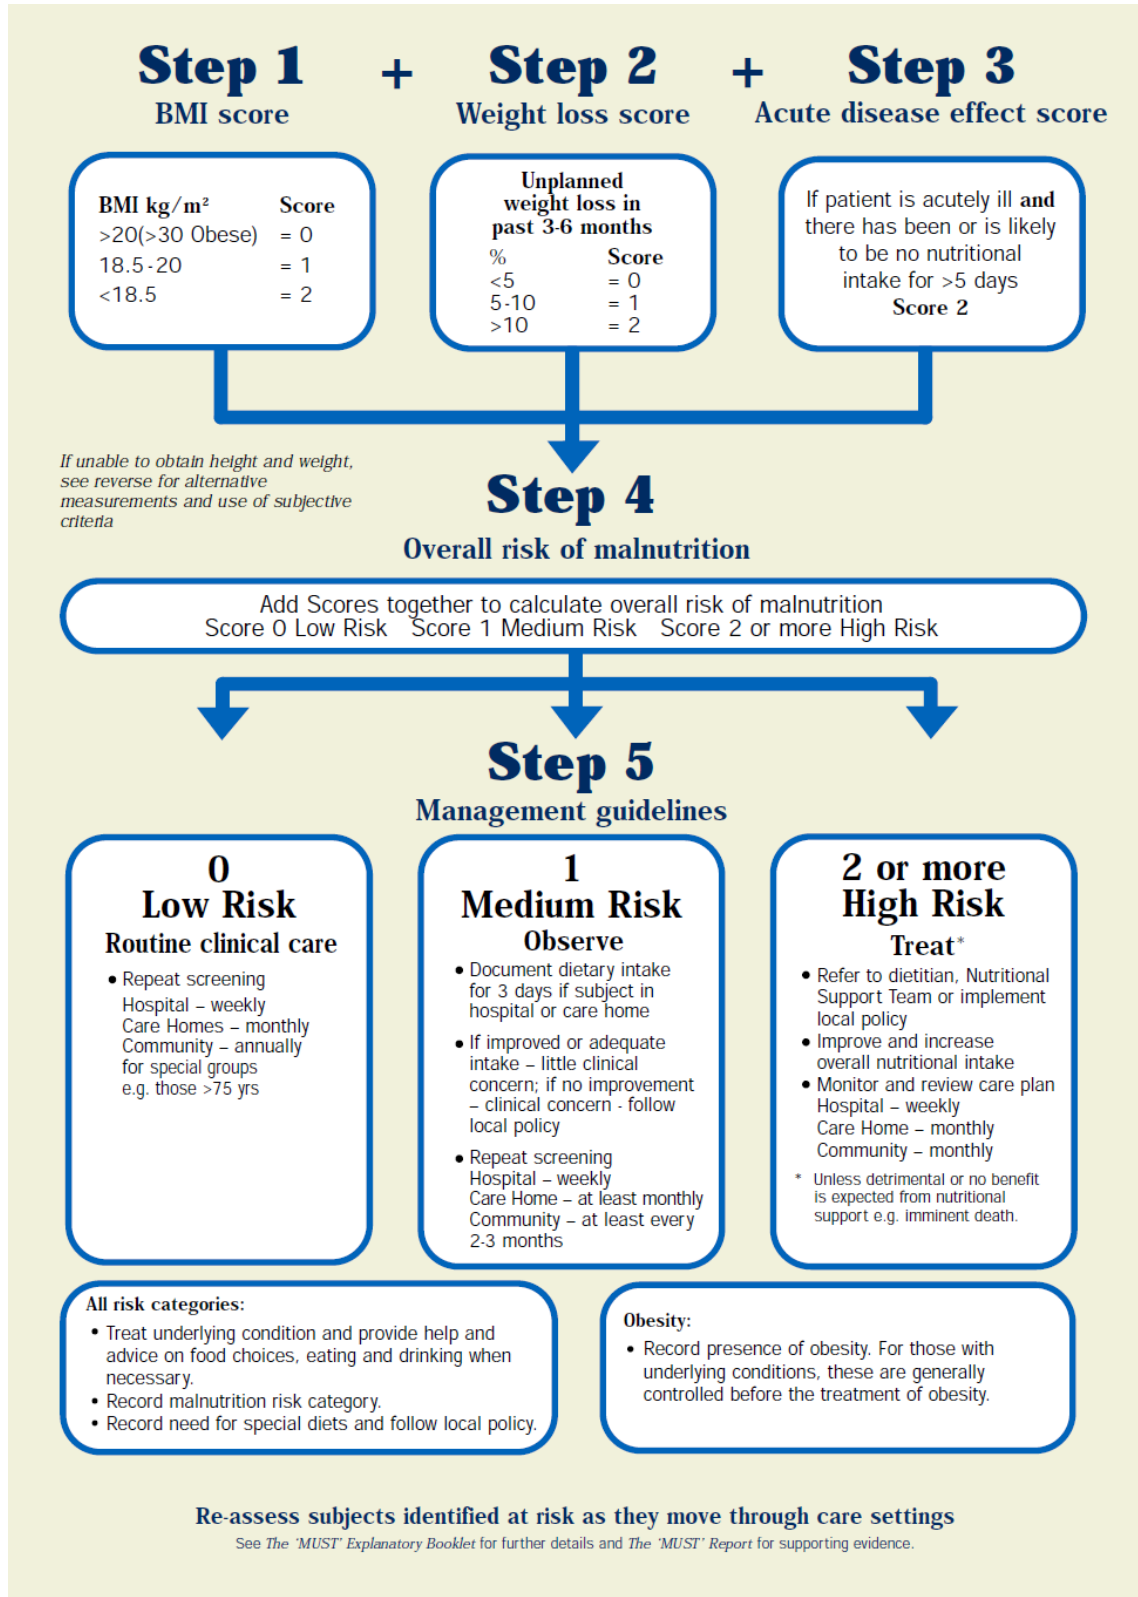 Step 1 + Step 2 + Step 3
BMI score
Weight loss score
Acute disease effect score
BMI kg/m² Score
>20(>30 Obese) = 0
18.5-20 = 1
<18.5 = 2
Unplanned
weight loss in
past 3-6 months
% Score
<5 = 0
5-10 = 1
>10 = 2
If patient is acutely ill and
there has been or is likely
to be no nutritional
intake for >5 days
Score 2
If unable to obtain height and weight,
see reverse for alternative
measurements and use of subjective
criteria
Step 4
Overall risk of malnutrition
Add Scores together to calculate overall risk of malnutrition
Score 0 Low Risk Score 1 Medium Risk Score 2 or more High Risk
Step 5
Management guidelines
0
Low Risk
Routine clinical care
• Repeat screening
Hospital – weekly
Care Homes – monthly
Community – annually
for special groups
e.g. those >75 yrs
1
Medium Risk
Observe
• Document dietary intake
for 3 days if subject in
hospital or care home
• If improved or adequate
intake – little clinical
concern; if no improvement
– clinical concern - follow
local policy
• Repeat screening
Hospital – weekly
Care Home – at least monthly
Community – at least every
2-3 months
2 or more
High Risk
Treat*
• Refer to dietitian, Nutritional
Support Team or implement
local policy
• Improve and increase
overall nutritional intake
• Monitor and review care plan
Hospital – weekly
Care Home – monthly
Community – monthly
* Unless detrimental or no benefit
is expected from nutritional
support e.g. imminent death.
All risk categories:
• Treat underlying condition and provide help and
advice on food choices, eating and drinking when
necessary.
• Record malnutrition risk category.
• Record need for special diets and follow local policy.
Obesity:
• Record presence of obesity. For those with
underlying conditions, these are generally
controlled before the treatment of obesity.
Re-assess subjects identified at risk as they move through care settings
See The 'MUST' Explanatory Booklet for further details and The 'MUST' Report for supporting evidence.